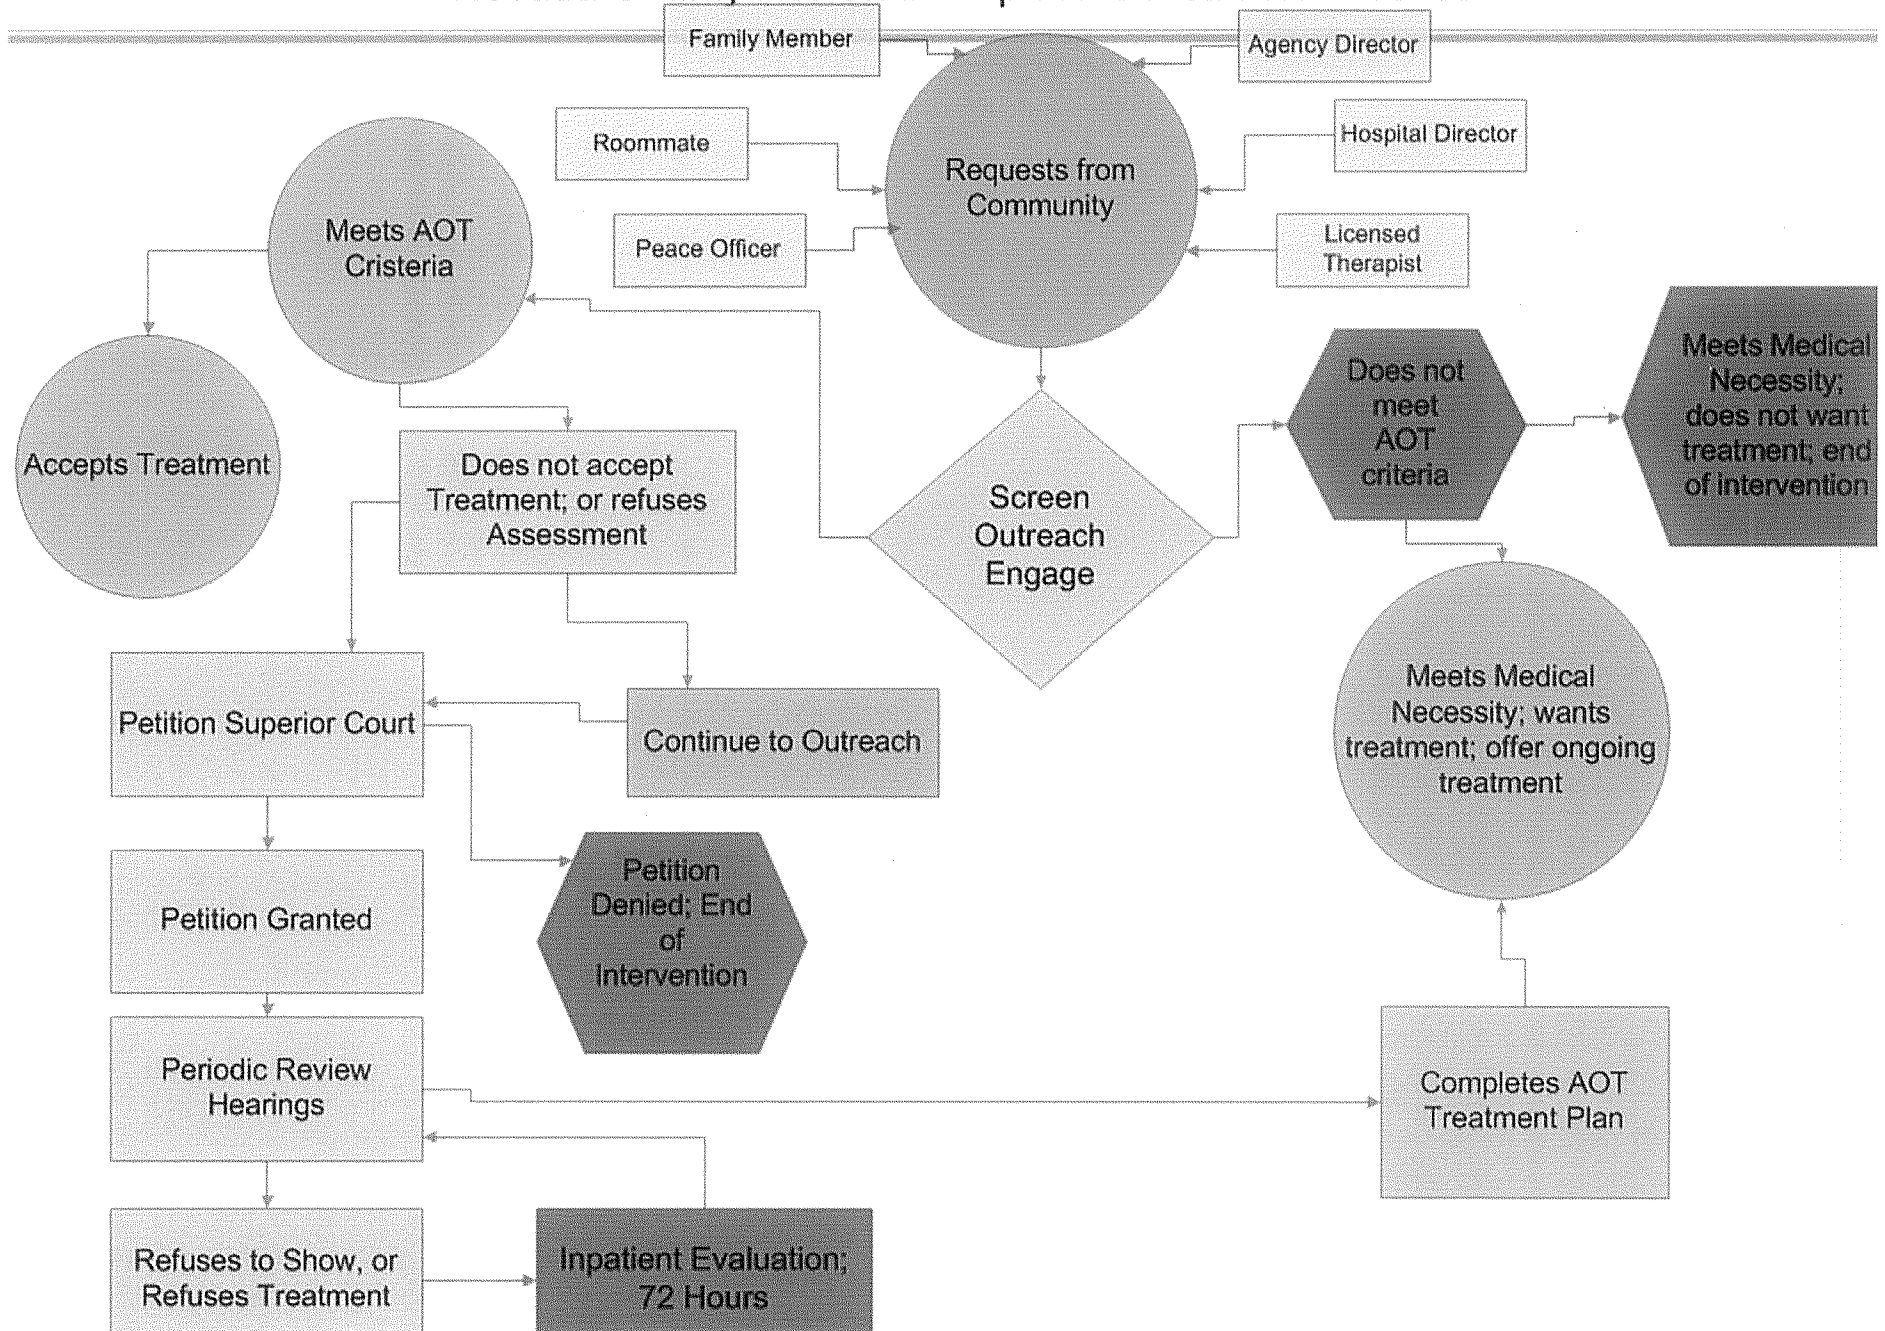 Family Member
Agency Director
Roommate
Hospital Director
Requests from
Community
Peace Officer
Licensed
Therapist
Meets AOT
Cristeria
Accepts Treatment
Does not accept
Treatment; or refuses
Assessment
Screen
Outreach
Engage
Does not
meet
AOT
criteria
Meets Medical
Necessity;
does not want
treatment; end
of intervention
Petition Superior Court
Continue to Outreach
Meets Medical
Necessity; wants
treatment; offer ongoing
treatment
Petition Granted
Petition
Denied; End
of
Intervention
Periodic Review
Hearings
Completes AOT
Treatment Plan
Refuses to Show, or
Refuses Treatment
Inpatient Evaluation;
72 Hours